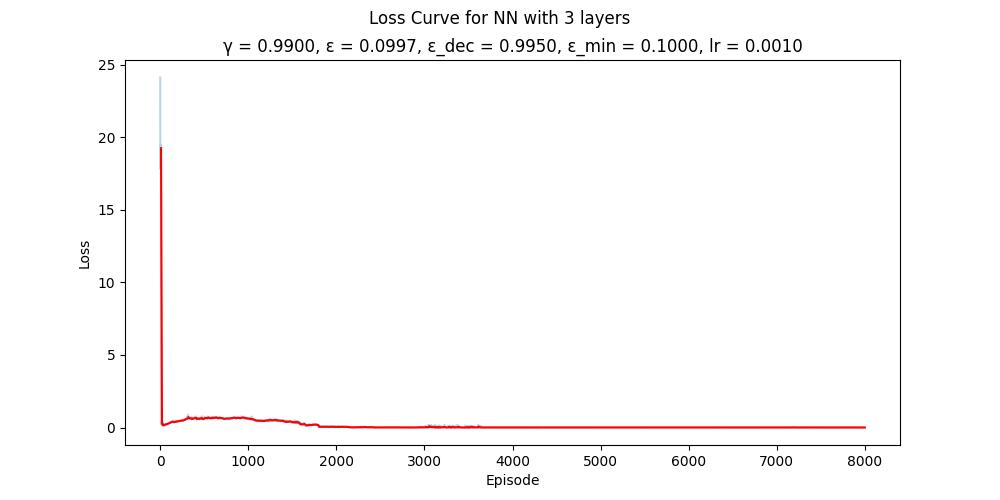 Loss Curve for NN with 3 layers
γ = 0.9900, ε = 0.0997, ε_dec = 0.9950, ε_min = 0.1000, lr = 0.0010
25
20
15
10
5
0
Loss
0 1000 2000 3000 4000 5000 6000 7000 8000
Episode